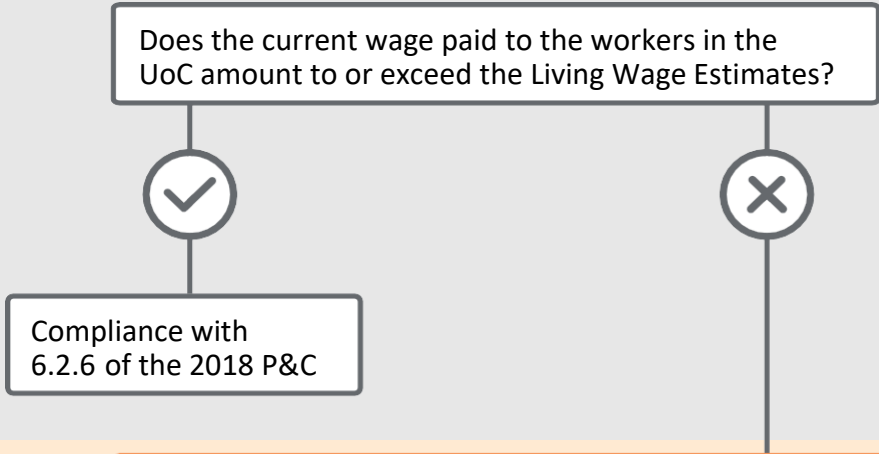 Does the current wage paid to the workers in the
UoC amount to or exceed the Living Wage Estimates?
Compliance with
6.2.6 of the 2018 P&C